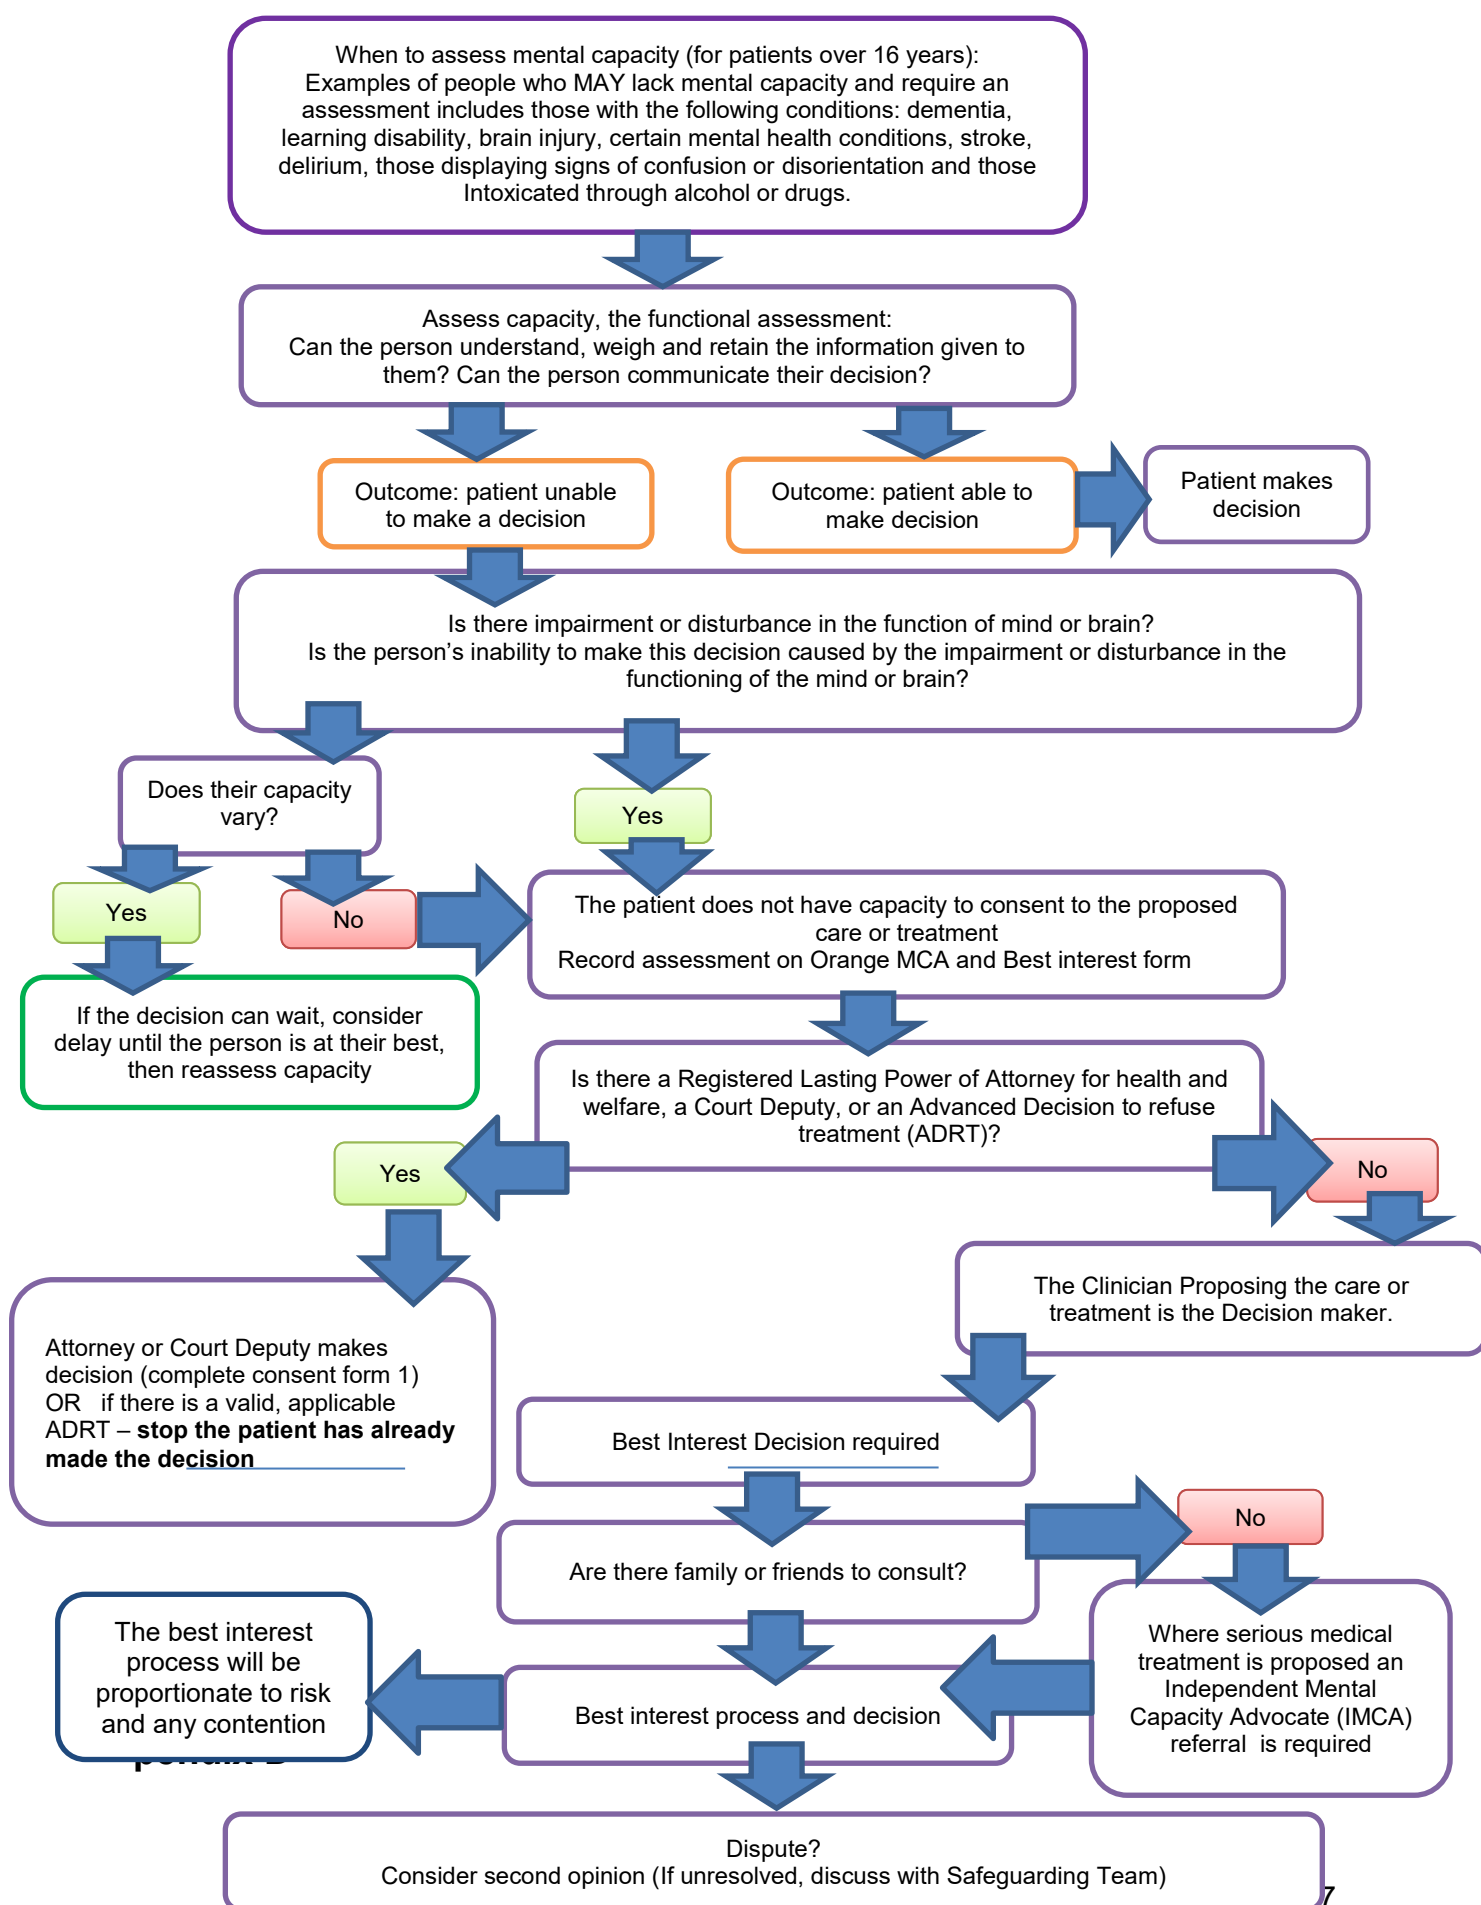 When to assess mental capacity (for patients over 16 years):
Examples of people who MAY lack mental capacity and require an
assessment includes those with the following conditions: dementia,
learning disability, brain injury, certain mental health conditions, stroke,
delirium, those displaying signs of confusion or disorientation and those
Intoxicated through alcohol or drugs.
Assess capacity, the functional assessment:
Can the person understand, weigh and retain the information given to
them? Can the person communicate their decision?
Outcome: patient unable
to make a decision
Outcome: patient able to
make decision
Patient makes
decision
Is there impairment or disturbance in the function of mind or brain?
Is the person’s inability to make this decision caused by the impairment or disturbance in the
functioning of the mind or brain?
Does their capacity
vary?
Yes
Yes
No
The patient does not have capacity to consent to the proposed
care or treatment
Record assessment on Orange MCA and Best interest form
If the decision can wait, consider
delay until the person is at their best,
then reassess capacity
Is there a Registered Lasting Power of Attorney for health and
welfare, a Court Deputy, or an Advanced Decision to refuse
treatment (ADRT)?
Yes
No
The Clinician Proposing the care or
treatment is the Decision maker.
Attorney or Court Deputy makes
decision (complete consent form 1)
OR if there is a valid, applicable
ADRT – stop the patient has already
made the decision
Best Interest Decision required
No
Are there family or friends to consult?
The best interest
process will be
proportionate to risk
and any contention
Where serious medical
treatment is proposed an
Independent Mental
Capacity Advocate (IMCA)
referral is required
Best interest process and decision
Dispute?
Consider second opinion (If unresolved, discuss with Safeguarding Team)
7